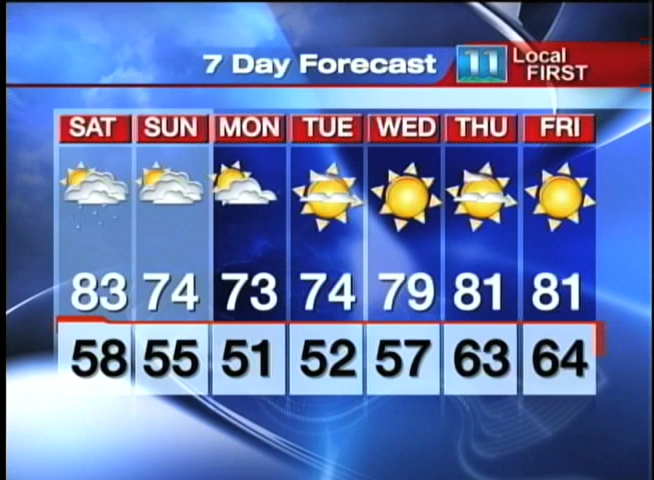 7 Day Forecast 11 Local
FIRST
SAT SUN MON TUE WED THU FRI
83 74 73 74 79 81 81
58 55 51 52 57 63 64